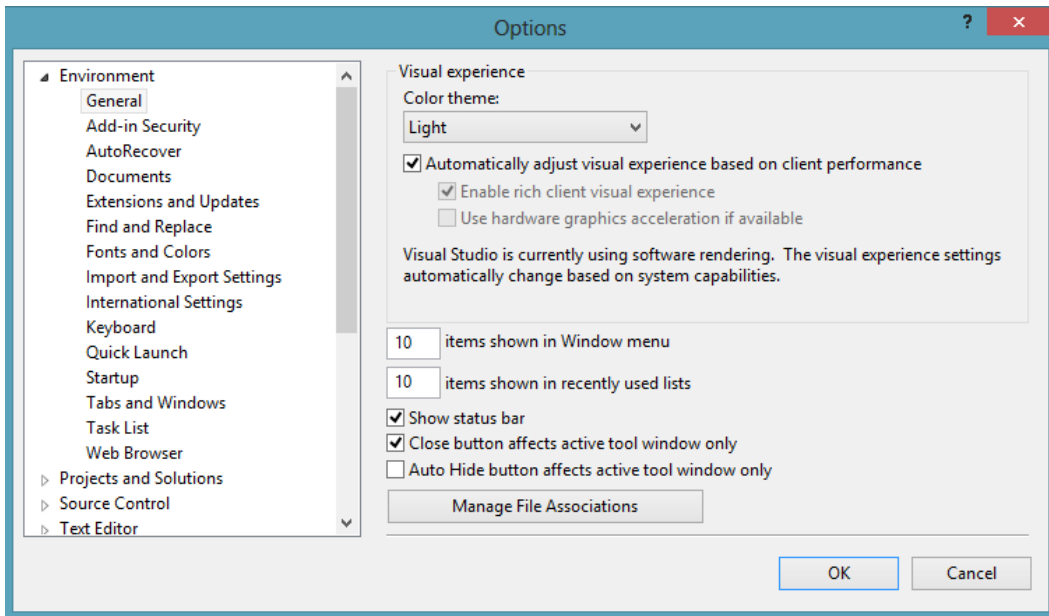 Options
?
Environment
General
Add-in Security
AutoRecover
Documents
Extensions and Updates
Find and Replace
Fonts and Colors
Import and Export Settings
International Settings
Keyboard
Quick Launch
Startup
Tabs and Windows
Task List
Web Browser
Projects and Solutions
Source Control
Text Editor
Visual experience
Color theme:
Light
Automatically adjust visual experience based on client performance
Enable rich client visual experience
Use hardware graphics acceleration if available
Visual Studio is currently using software rendering.  The visual experience settings
automatically change based on system capabilities.
10 items shown in Window menu
10 items shown in recently used lists
Show status bar
Close button affects active tool window only
Auto Hide button affects active tool window only
Manage File Associations
OK
Cancel